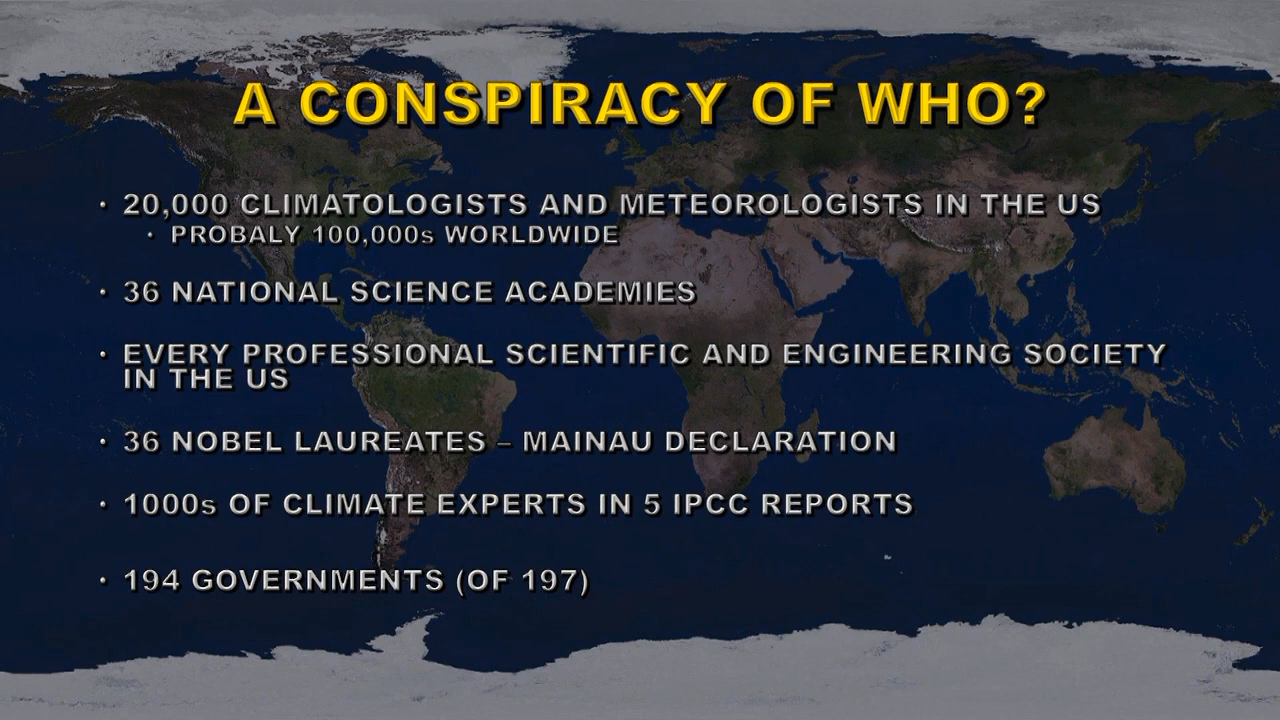 A CONSPIRACY OF WHO?
• 20,000 CLIMATOLOGISTS AND METEOROLOGISTS IN THE US
• PROBALY 100,000s WORLDWIDE
• 36 NATIONAL SCIENCE ACADEMIES
• EVERY PROFESSIONAL SCIENTIFIC AND ENGINEERING SOCIETY
IN THE US
• 36 NOBEL LAUREATES – MAINAU DECLARATION
• 1000s OF CLIMATE EXPERTS IN 5 IPCC REPORTS
• 194 GOVERNMENTS (OF 197)